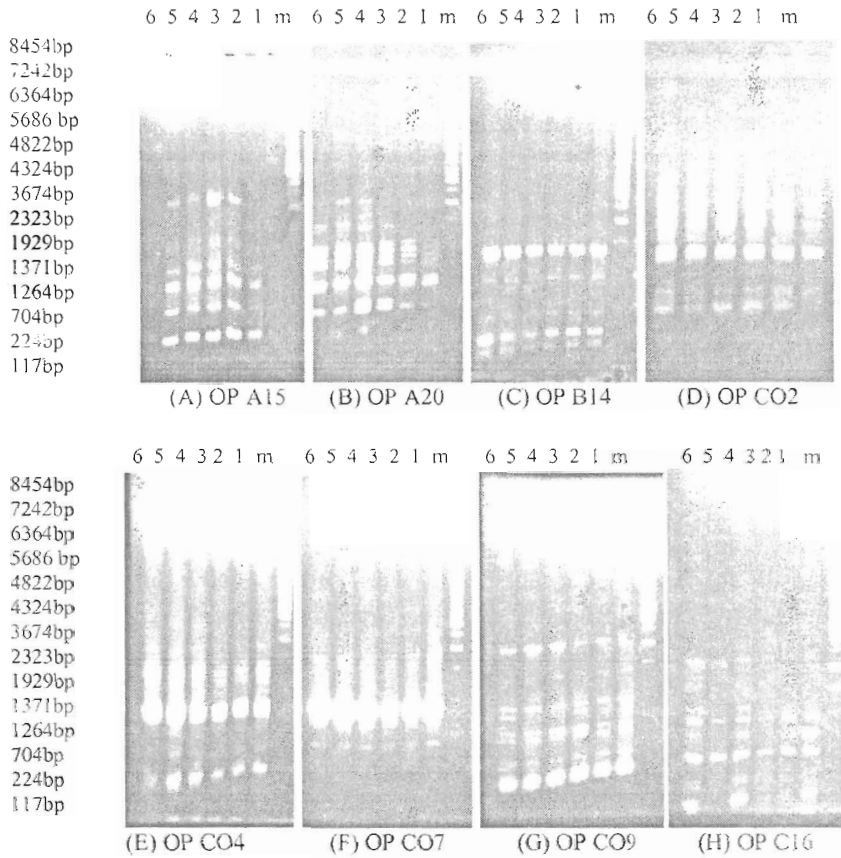 6 5 4 3 2 1 m 6 5 4 3 2 1 m 6 5 4 3 2 1 m 6 5 4 3 2 1 m
8454bp
7242bp
6364bp
5686 bp
4822bp
4324bp
3674bp
2323bp
1929bp
1371bp
1264bp
704bp
224bp
117bp
(A) OP A15 (B) OP A20 (C) OP B14 (D) OP CO2
6 5 4 3 2 1 m 6 5 4 3 2 1 m 6 5 4 3 2 1 m 6 5 4 3 2 1 m
8454bp
7242bp
6364bp
5686 bp
4822bp
4324bp
3674bp
2323bp
1929bp
1371bp
1264bp
704bp
224bp
117bp
(E) OP CO4 (F) OP CO7 (G) OP CO9 (H) OP C16